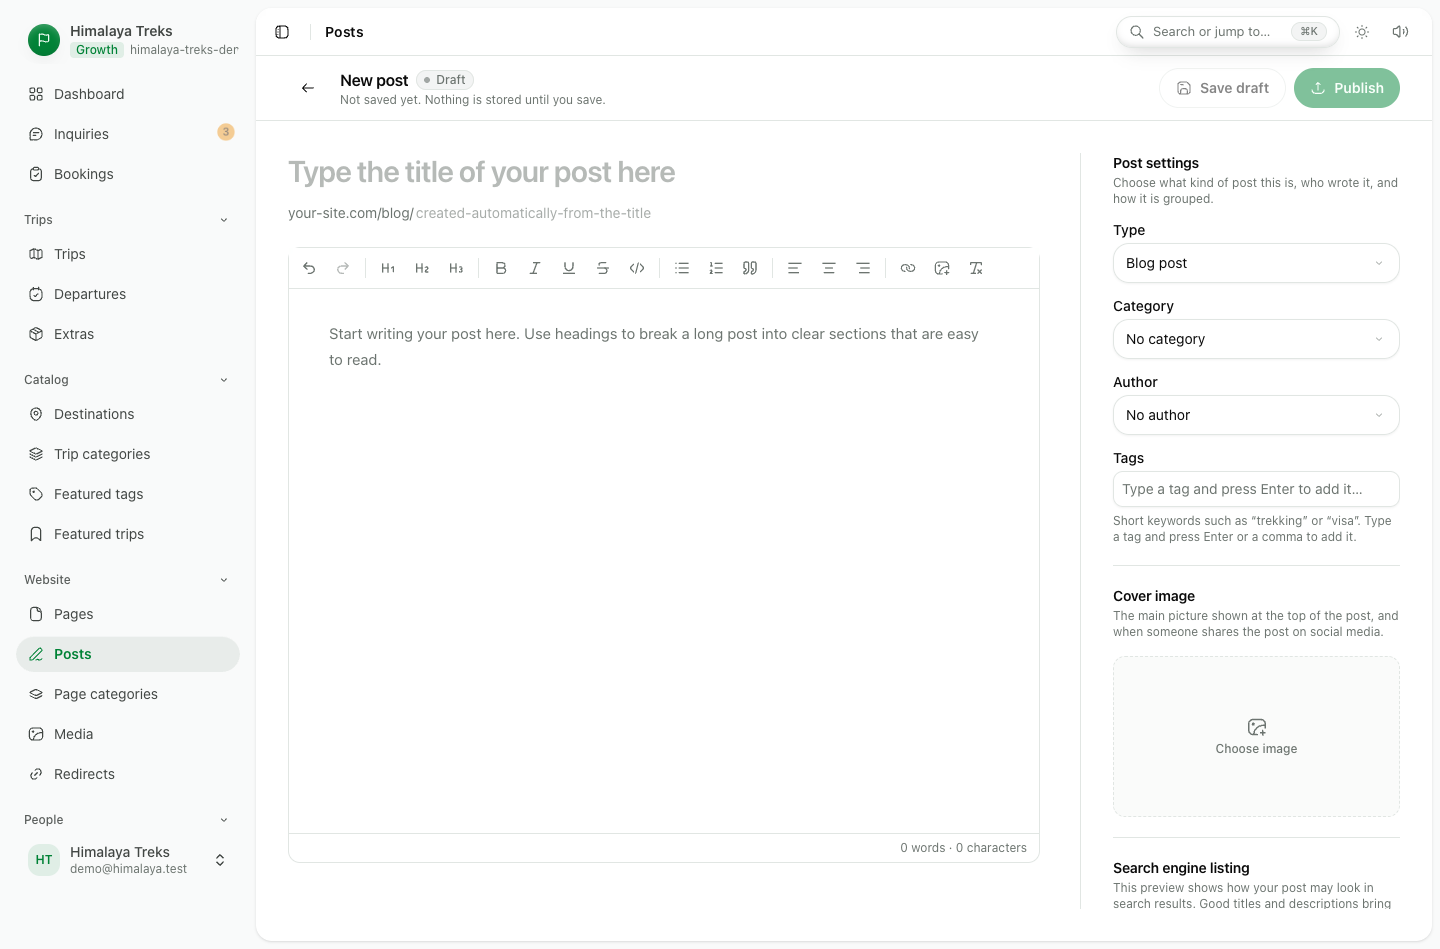 Himalaya Treks
Growth himalaya-treks-der
Dashboard
Inquiries 3
Bookings
Trips
Trips
Departures
Extras
Catalog
Destinations
Trip categories
Featured tags
Featured trips
Website
Pages
Posts
Page categories
Media
Redirects
People
HT
Himalaya Treks
demo@himalaya.test
Posts
Search or jump to... ⌘K
New post Draft
Not saved yet. Nothing is stored until you save.
Save draft
Publish
Type the title of your post here
your-site.com/blog/created-automatically-from-the-title
H1 H2 H3 B I U S </>
Start writing your post here. Use headings to break a long post into clear sections that are easy
to read.
0 words · 0 characters
Post settings
Choose what kind of post this is, who wrote it, and
how it is grouped.
Type
Blog post
Category
No category
Author
No author
Tags
Type a tag and press Enter to add it...
Short keywords such as “trekking” or “visa”. Type
a tag and press Enter or a comma to add it.
Cover image
The main picture shown at the top of the post, and
when someone shares the post on social media.
Choose image
Search engine listing
This preview shows how your post may look in
search results. Good titles and descriptions bring